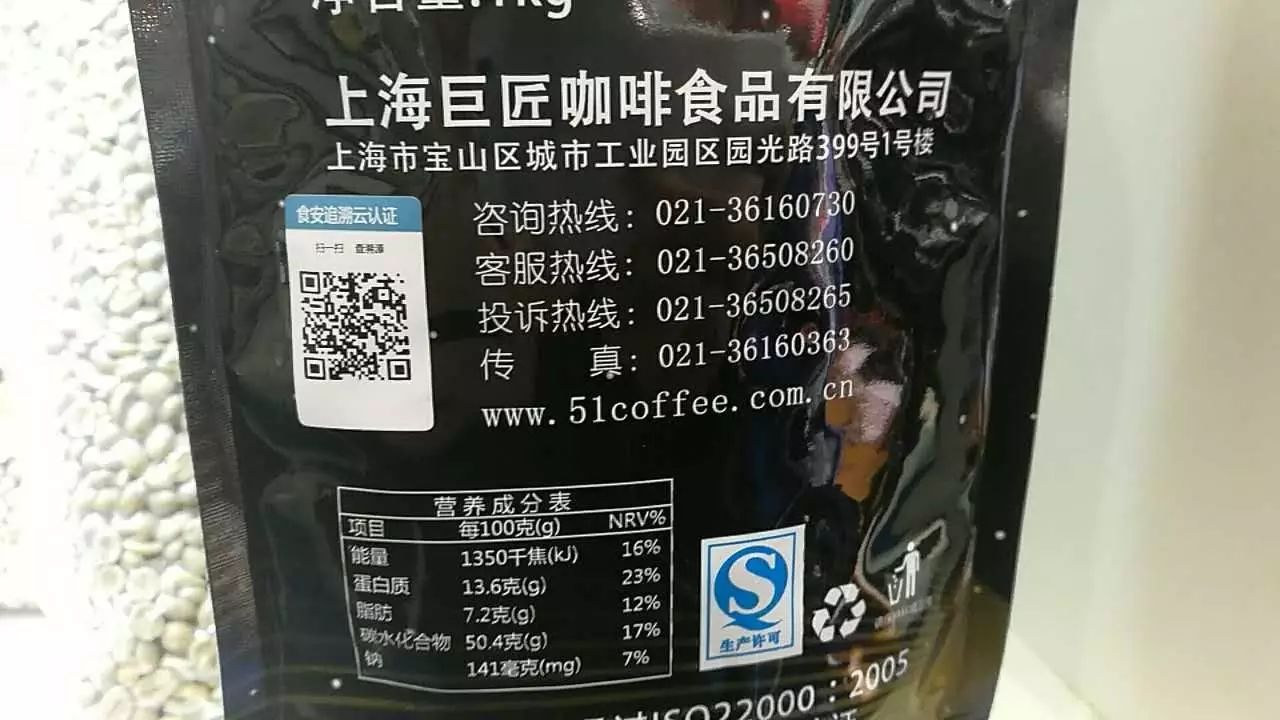 净含量:1kg
上海巨匠咖啡食品有限公司
上海市宝山区城市工业园区园光路399号1号楼
食安追溯云认证
扫一扫 查溯源
咨询热线：021-36160730
客服热线：021-36508260
投诉热线：021-36508265
传 真：021-36160363
www.51coffee.com.cn
营养成分表
项目 每100克(g) NRV%
能量 1350千焦(kJ) 16%
蛋白质 13.6克(g) 23%
脂肪 7.2克(g) 12%
碳水化合物 50.4克(g) 17%
钠 141毫克(mg) 7%
生产许可
ISO22000：2005